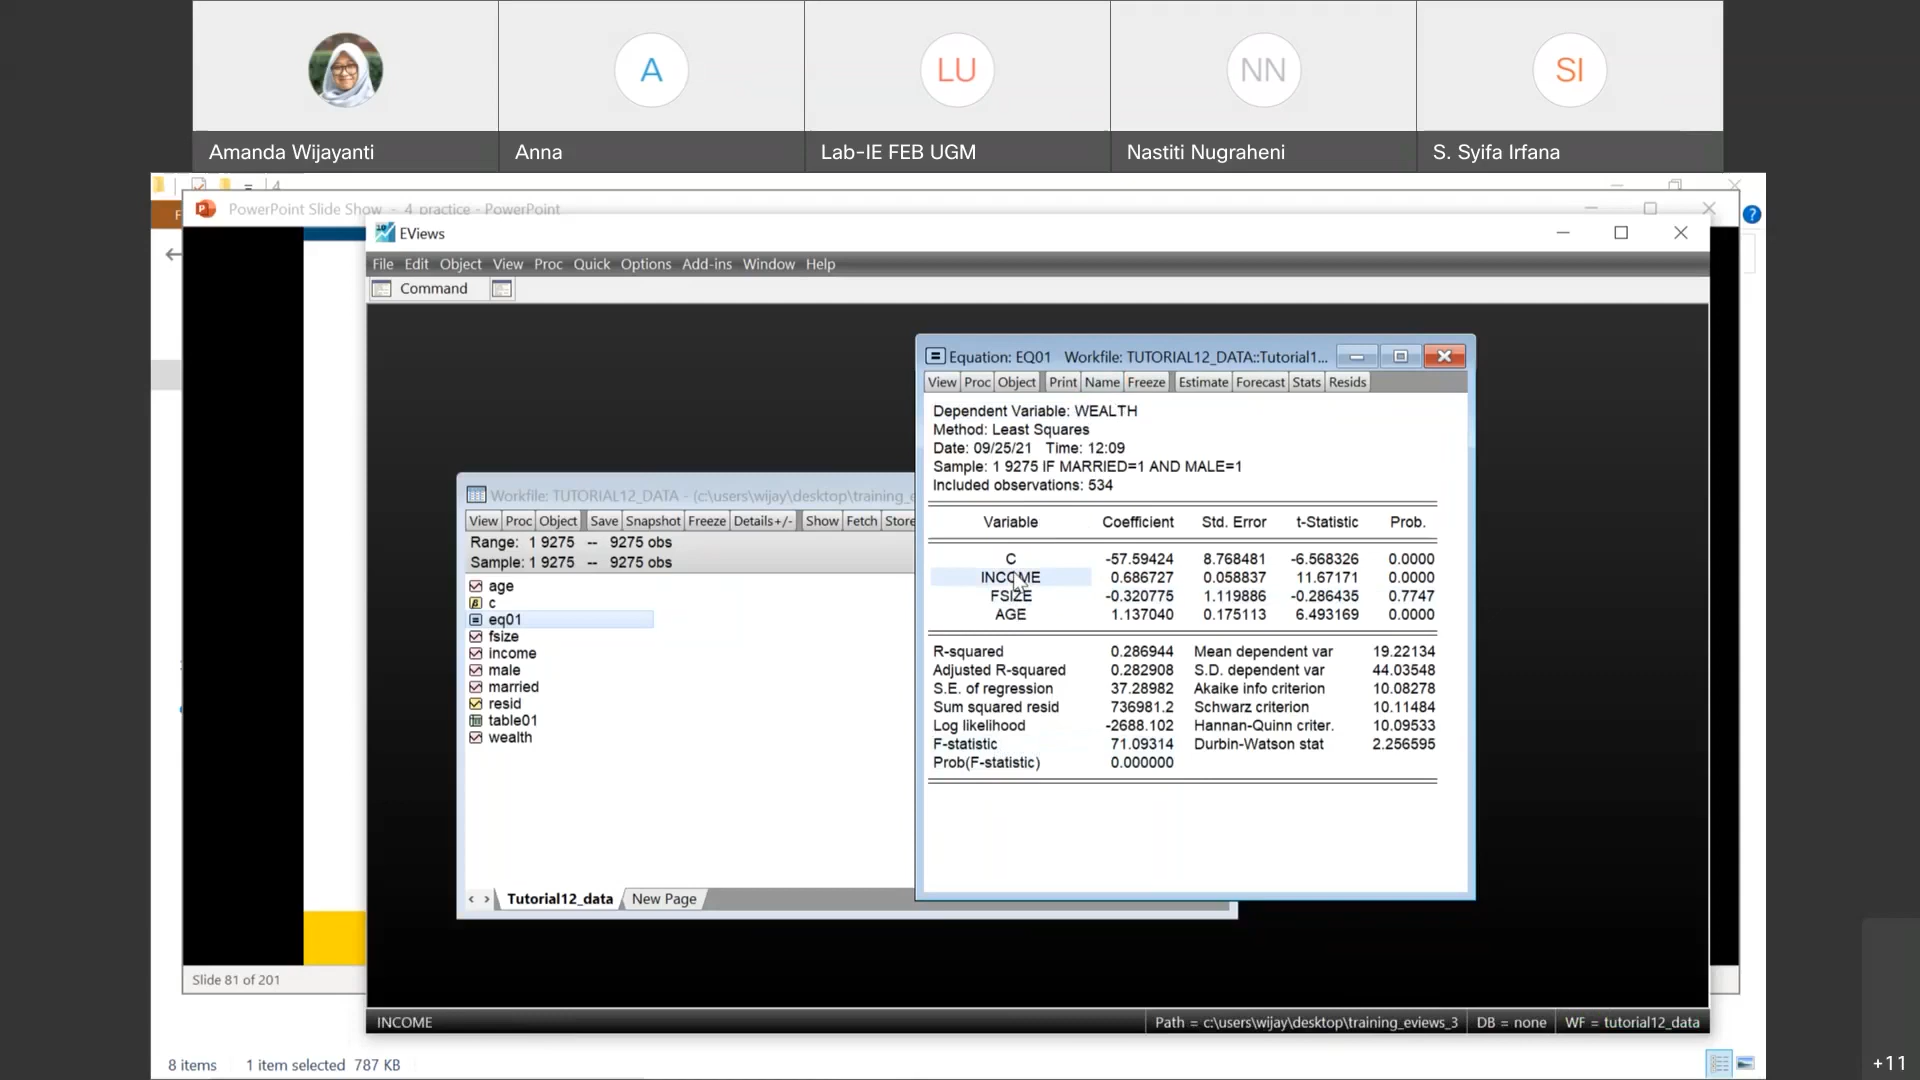 A
LU
NN
SI
Amanda Wijayanti
Anna
Lab-IE FEB UGM
Nastiti Nugraheni
S. Syifa Irfana
4
PowerPoint Slide Show - 4_practice - PowerPoint
EViews
File Edit Object View Proc Quick Options Add-ins Window Help
Command
Equation: EQ01 Workfile: TUTORIAL12_DATA::Tutorial1...
View Proc Object Print Name Freeze Estimate Forecast Stats Resids
Dependent Variable: WEALTH
Method: Least Squares
Date: 09/25/21 Time: 12:09
Sample: 1 9275 IF MARRIED=1 AND MALE=1
Included observations: 534
Variable Coefficient Std. Error t-Statistic Prob.
C -57.59424 8.768481 -6.568326 0.0000
INCOME 0.686727 0.058837 11.67171 0.0000
FSIZE -0.320775 1.119886 -0.286435 0.7747
AGE 1.137040 0.175113 6.493169 0.0000
R-squared 0.286944 Mean dependent var 19.22134
Adjusted R-squared 0.282908 S.D. dependent var 44.03548
S.E. of regression 37.28982 Akaike info criterion 10.08278
Sum squared resid 736981.2 Schwarz criterion 10.11484
Log likelihood -2688.102 Hannan-Quinn criter. 10.09533
F-statistic 71.09314 Durbin-Watson stat 2.256595
Prob(F-statistic) 0.000000
Workfile: TUTORIAL12_DATA - (c:\users\wijay\desktop\training_e
View Proc Object Save Snapshot Freeze Details+/- Show Fetch Store
Range: 1 9275 -- 9275 obs
Sample: 1 9275 -- 9275 obs
age
c
eq01
fsize
income
male
married
resid
table01
wealth
Tutorial12_data New Page
Slide 81 of 201
INCOME
Path = c:\users\wijay\desktop\training_eviews_3 DB = none WF = tutorial12_data
8 items 1 item selected 787 KB
+11